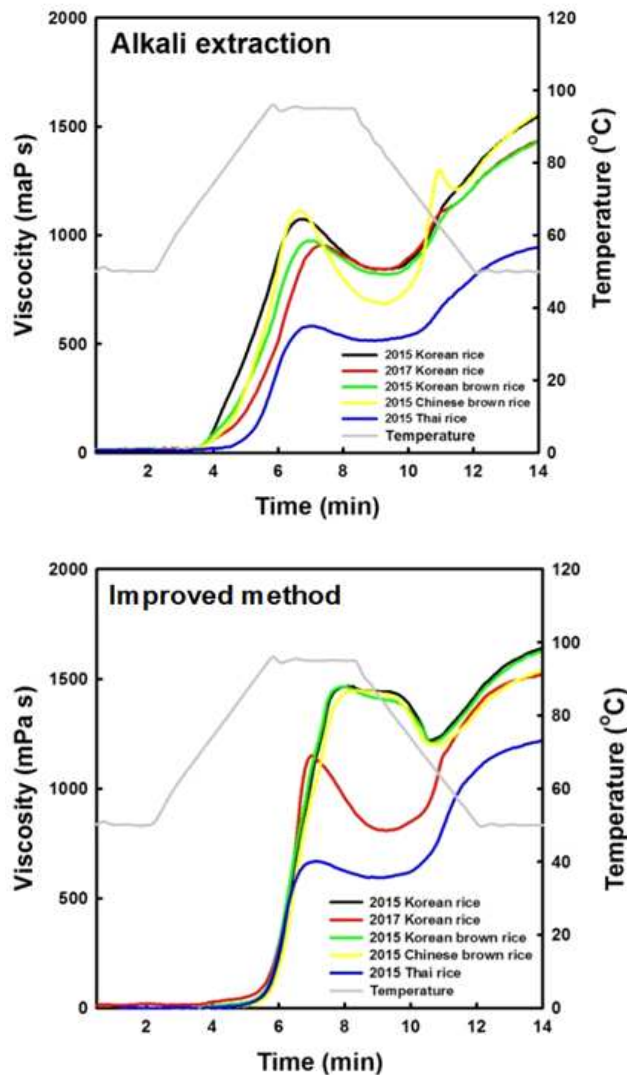 Alkali extraction
2000
1500
1000
500
0
Viscocity (maP s)
120
100
80
60
40
20
0
Temperature (°C)
2015 Korean rice
2017 Korean rice
2015 Korean brown rice
2015 Chinese brown rice
2015 Thai rice
Temperature
2 4 6 8 10 12 14
Time (min)
Improved method
2000
1500
1000
500
0
Viscosity (mPa s)
120
100
80
60
40
20
0
Temperature (°C)
2015 Korean rice
2017 Korean rice
2015 Korean brown rice
2015 Chinese brown rice
2015 Thai rice
Temperature
2 4 6 8 10 12 14
Time (min)